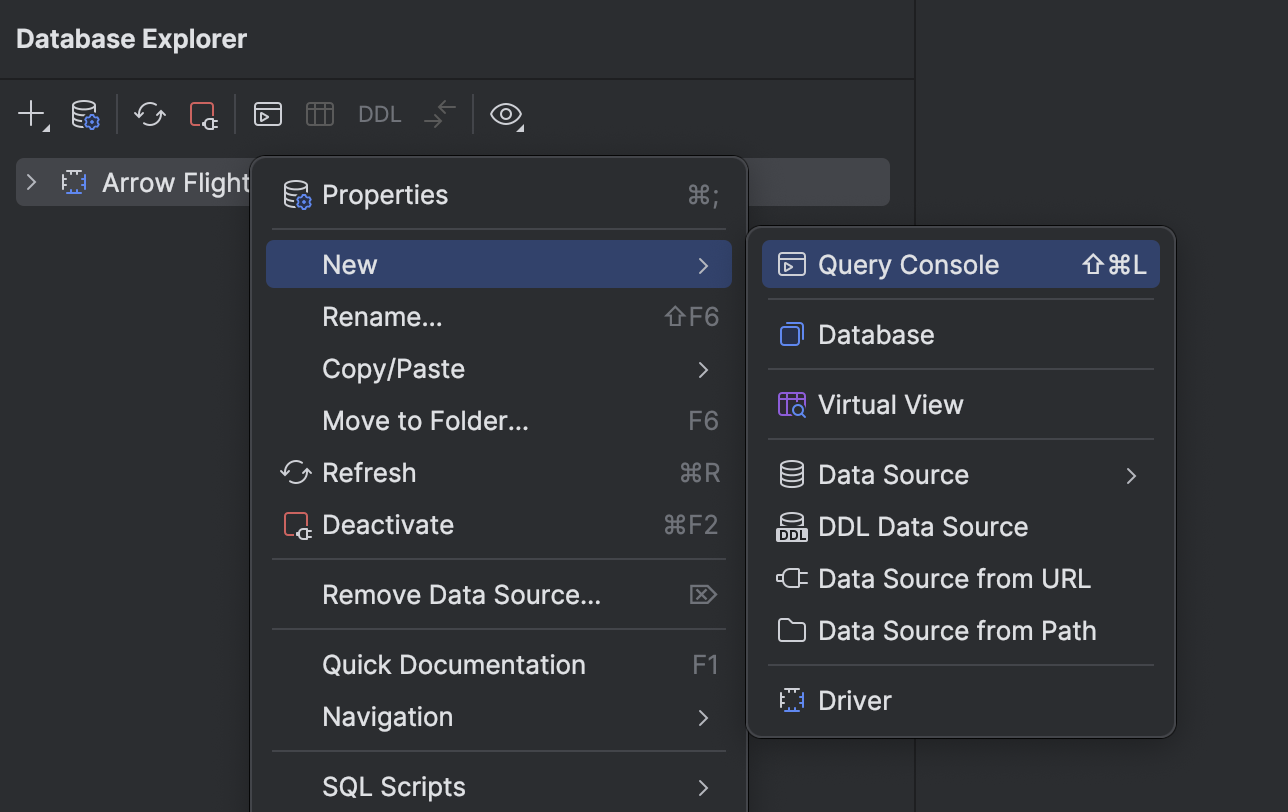 Database Explorer
DDL
Arrow Flight
Properties ⌘;
New
Rename... ⇧F6
Copy/Paste
Move to Folder... F6
Refresh ⌘R
Deactivate ⌘F2
Remove Data Source... ⌦
Quick Documentation F1
Navigation
SQL Scripts
Query Console ⇧⌘L
Database
Virtual View
Data Source
DDL Data Source
Data Source from URL
Data Source from Path
Driver